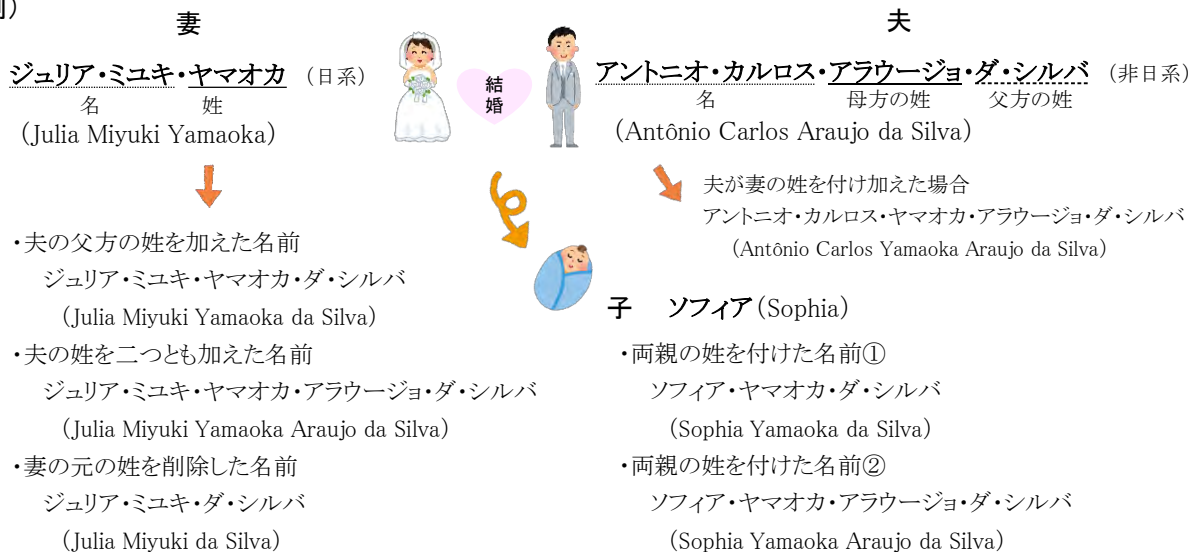 例）
妻
ジュリア・ミユキ・ヤマオカ （日系）
名 姓
（Julia Miyuki Yamaoka）
結婚
夫
アントニオ・カルロス・アラウージョ・ダ・シルバ （非日系）
名 母方の姓 父方の姓
（Antônio Carlos Araujo da Silva）
夫が妻の姓を付け加えた場合
アントニオ・カルロス・ヤマオカ・アラウージョ・ダ・シルバ
（Antônio Carlos Yamaoka Araujo da Silva）
・夫の父方の姓を加えた名前
ジュリア・ミユキ・ヤマオカ・ダ・シルバ
（Julia Miyuki Yamaoka da Silva）
・夫の姓を二つとも加えた名前
ジュリア・ミユキ・ヤマオカ・アラウージョ・ダ・シルバ
（Julia Miyuki Yamaoka Araujo da Silva）
・妻の元の姓を削除した名前
ジュリア・ミユキ・ダ・シルバ
（Julia Miyuki da Silva）
子 ソフィア（Sophia）
・両親の姓を付けた名前①
ソフィア・ヤマオカ・ダ・シルバ
（Sophia Yamaoka da Silva）
・両親の姓を付けた名前②
ソフィア・ヤマオカ・アラウージョ・ダ・シルバ
（Sophia Yamaoka Araujo da Silva）